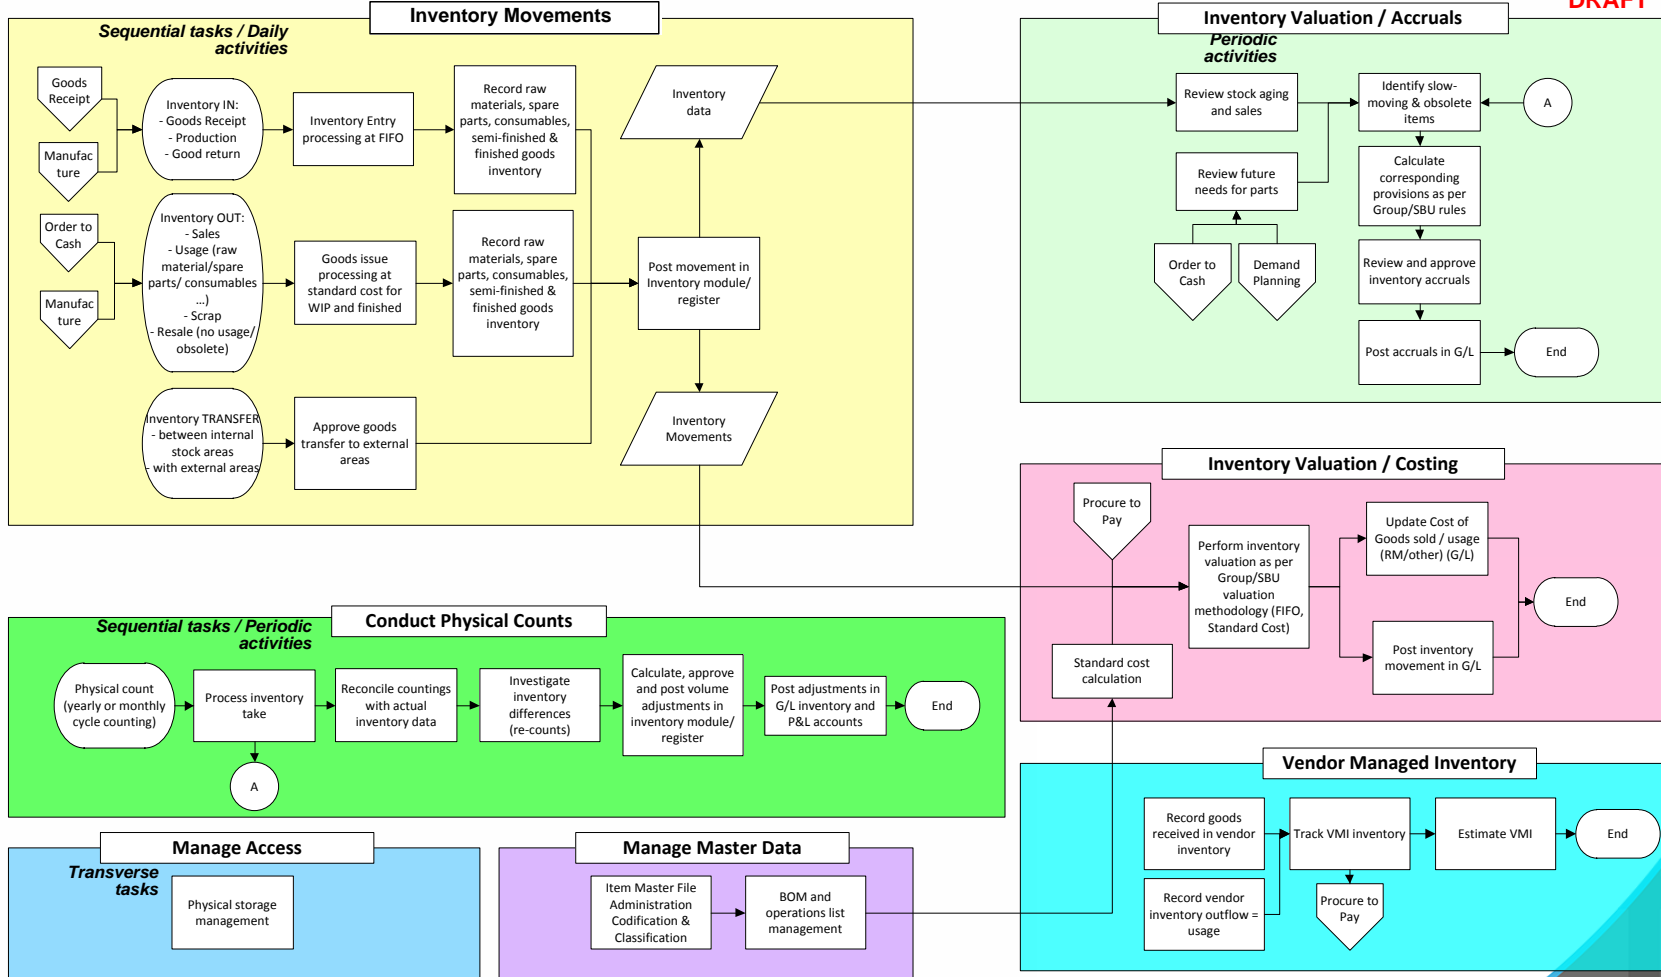 DRAFT
Inventory Movements
Sequential tasks / Daily
activities
Goods
Receipt
Manufac
ture
Inventory IN:
- Goods Receipt
- Production
- Good return
Inventory Entry
processing at FIFO
Record raw
materials, spare
parts, consumables,
semi-finished &
finished goods
inventory
Order to
Cash
Manufac
ture
Inventory OUT:
- Sales
- Usage (raw
material/spare
parts/ consumables
...)
- Scrap
- Resale (no usage/
obsolete)
Goods issue
processing at
standard cost for
WIP and finished
Record raw
materials, spare
parts, consumables,
semi-finished &
finished goods
inventory
Inventory TRANSFER
- between internal
stock areas
- with external areas
Approve goods
transfer to external
areas
Inventory
data
Post movement in
Inventory module/
register
Inventory
Movements
Inventory Valuation / Accruals
Periodic
activities
Review stock aging
and sales
Identify slow-
moving & obsolete
items
A
Review future
needs for parts
Calculate
corresponding
provisions as per
Group/SBU rules
Order to
Cash
Demand
Planning
Review and approve
inventory accruals
Post accruals in G/L
End
Inventory Valuation / Costing
Procure to
Pay
Perform inventory
valuation as per
Group/SBU
valuation
methodology (FIFO,
Standard Cost)
Update Cost of
Goods sold / usage
(RM/other) (G/L)
End
Post inventory
movement in G/L
Standard cost
calculation
Conduct Physical Counts
Sequential tasks / Periodic
activities
Physical count
(yearly or monthly
cycle counting)
Process inventory
take
Reconcile countings
with actual
inventory data
Investigate
inventory
differences
(re-counts)
Calculate, approve
and post volume
adjustments in
inventory module/
register
Post adjustments in
G/L inventory and
P&L accounts
End
A
Vendor Managed Inventory
Record goods
received in vendor
inventory
Track VMI inventory
Estimate VMI
End
Record vendor
inventory outflow =
usage
Procure to
Pay
Manage Access
Transverse
tasks
Physical storage
management
Manage Master Data
Item Master File
Administration
Codification &
Classification
BOM and
operations list
management